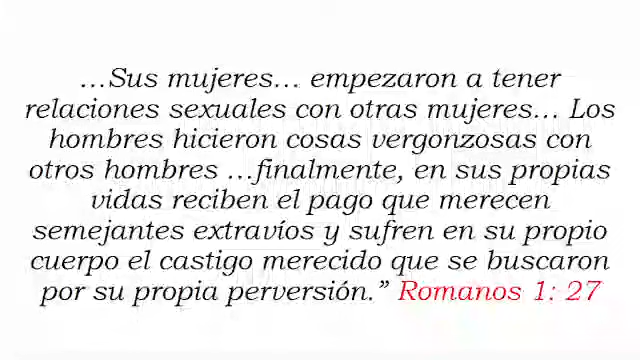 …Sus mujeres… empezaron a tener
relaciones sexuales con otras mujeres… Los
hombres hicieron cosas vergonzosas con
otros hombres …finalmente, en sus propias
vidas reciben el pago que merecen
semejantes extravíos y sufren en su propio
cuerpo el castigo merecido que se buscaron
por su propia perversión.” Romanos 1: 27